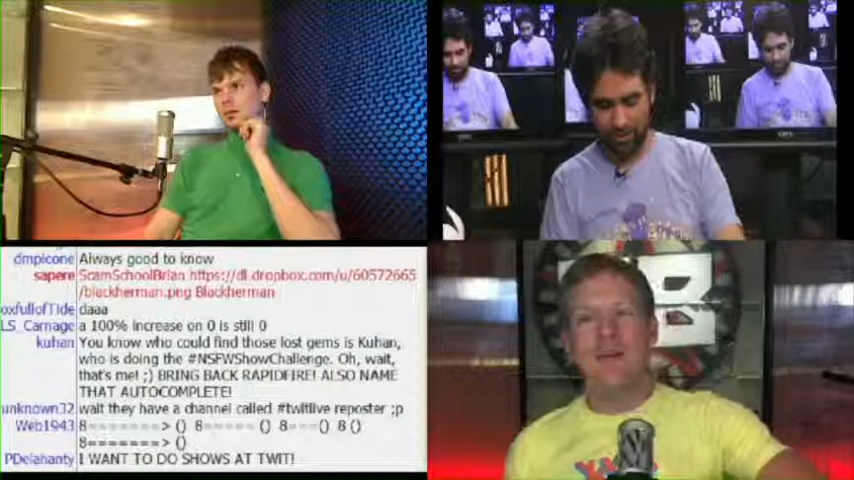 dmpicone Always good to know
sapere ScamSchoolBrian https://dl.dropbox.com/u/60572665
/blackherman.png Blackherman
oxfullofTIde daaa
LS_Carnage a 100% increase on 0 is still 0
kuhan You know who could find those lost gems is Kuhan,
who is doing the #NSFWShowChallenge. Oh, wait,
that's me! ;) BRING BACK RAPIDFIRE! ALSO NAME
THAT AUTOCOMPLETE!
unknown32 wait they have a channel called #twitlive reposter ;p
Web1943 8=======> () 8===== () 8===() 8 ()
8=======> ()
PDelahanty I WANT TO DO SHOWS AT TWIT!